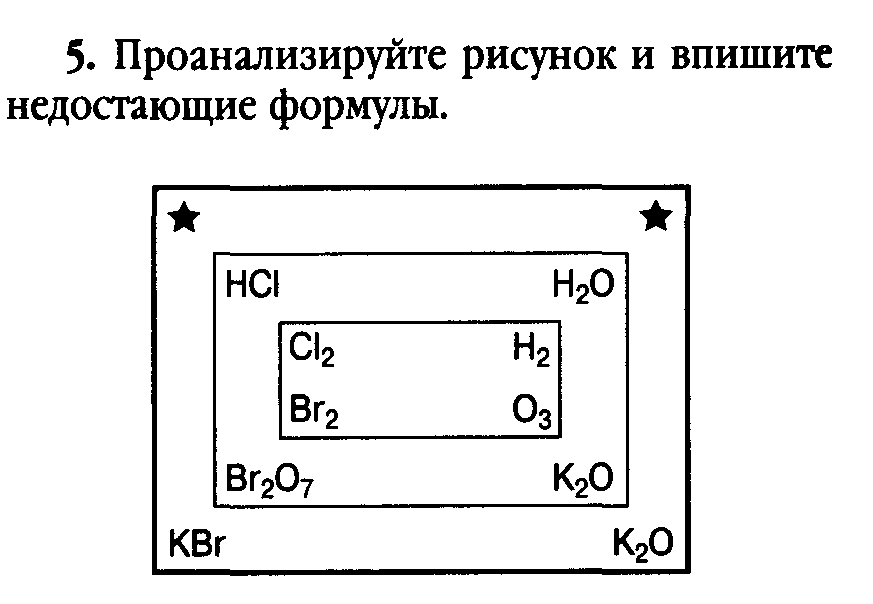 5. Проанализируйте рисунок и впишите
недостающие формулы.
★ ★
HCl H₂O
Cl₂ H₂
Br₂ O₃
Br₂O₇ K₂O
KBr K₂O